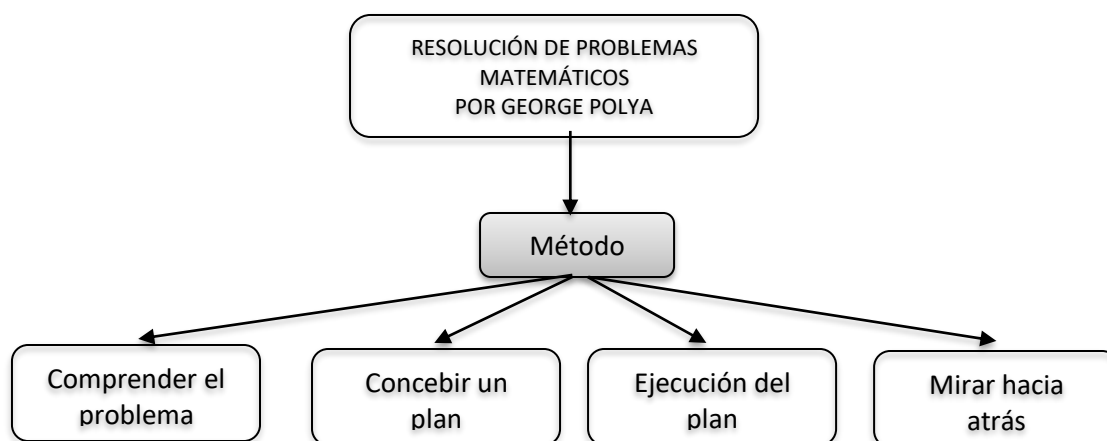 RESOLUCIÓN DE PROBLEMAS
MATEMÁTICOS
POR GEORGE POLYA
Método
Comprender el
problema
Concebir un
plan
Ejecución del
plan
Mirar hacia
atrás